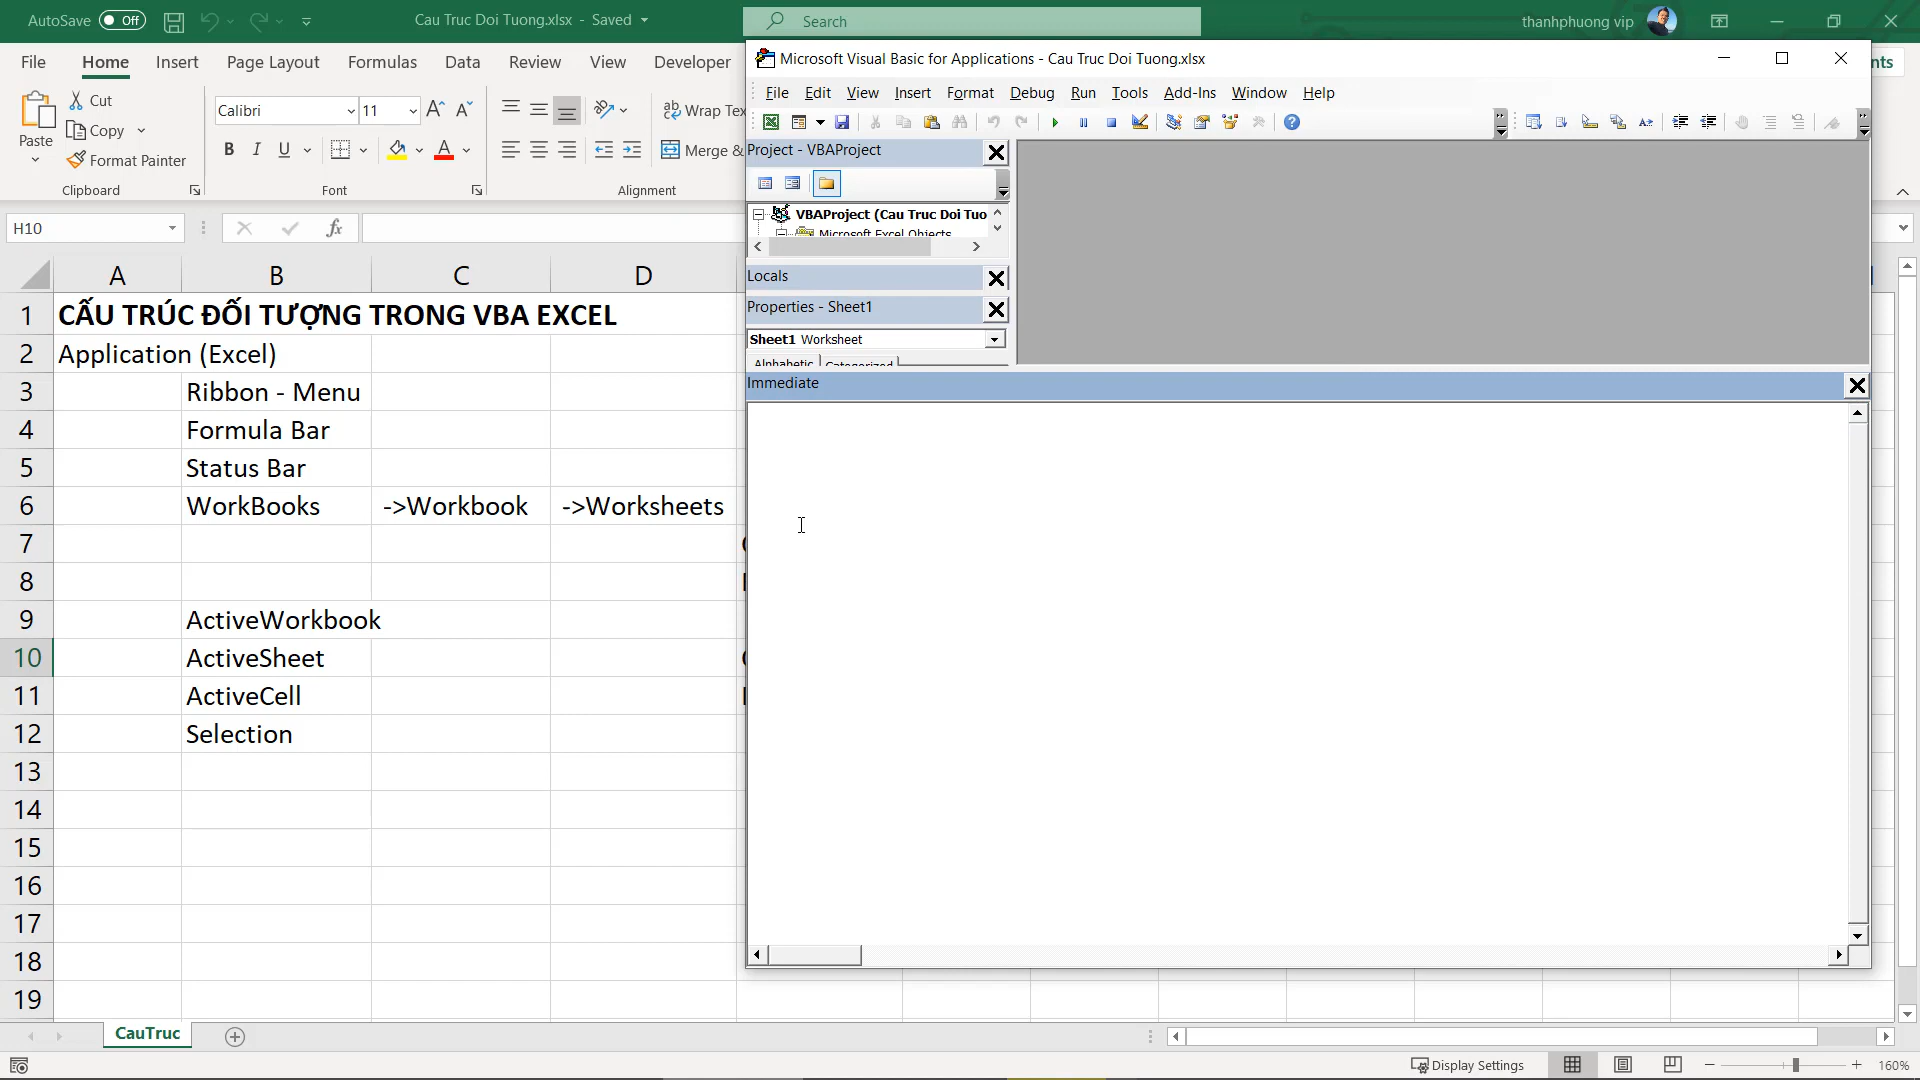 AutoSave Off
Cau Truc Doi Tuong.xlsx - Saved
Search
thanhphuong vip
File Home Insert Page Layout Formulas Data Review View Developer
nts
Paste
Cut
Copy
Format Painter
Clipboard
Calibri 11
B I U
A
Font
Wrap Tex
Merge &
Alignment
H10
fx
A B C D
1 CẤU TRÚC ĐỐI TƯỢNG TRONG VBA EXCEL
2 Application (Excel)
3 Ribbon - Menu
4 Formula Bar
5 Status Bar
6 WorkBooks ->Workbook ->Worksheets
7
8
9 ActiveWorkbook
10 ActiveSheet
11 ActiveCell
12 Selection
13
14
15
16
17
18
19
CauTruc
Display Settings
160%
Microsoft Visual Basic for Applications - Cau Truc Doi Tuong.xlsx
File Edit View Insert Format Debug Run Tools Add-Ins Window Help
Project - VBAProject
VBAProject (Cau Truc Doi Tuo
Microsoft Excel Objects
Locals
Properties - Sheet1
Sheet1 Worksheet
Alphabetic Categorized
Immediate